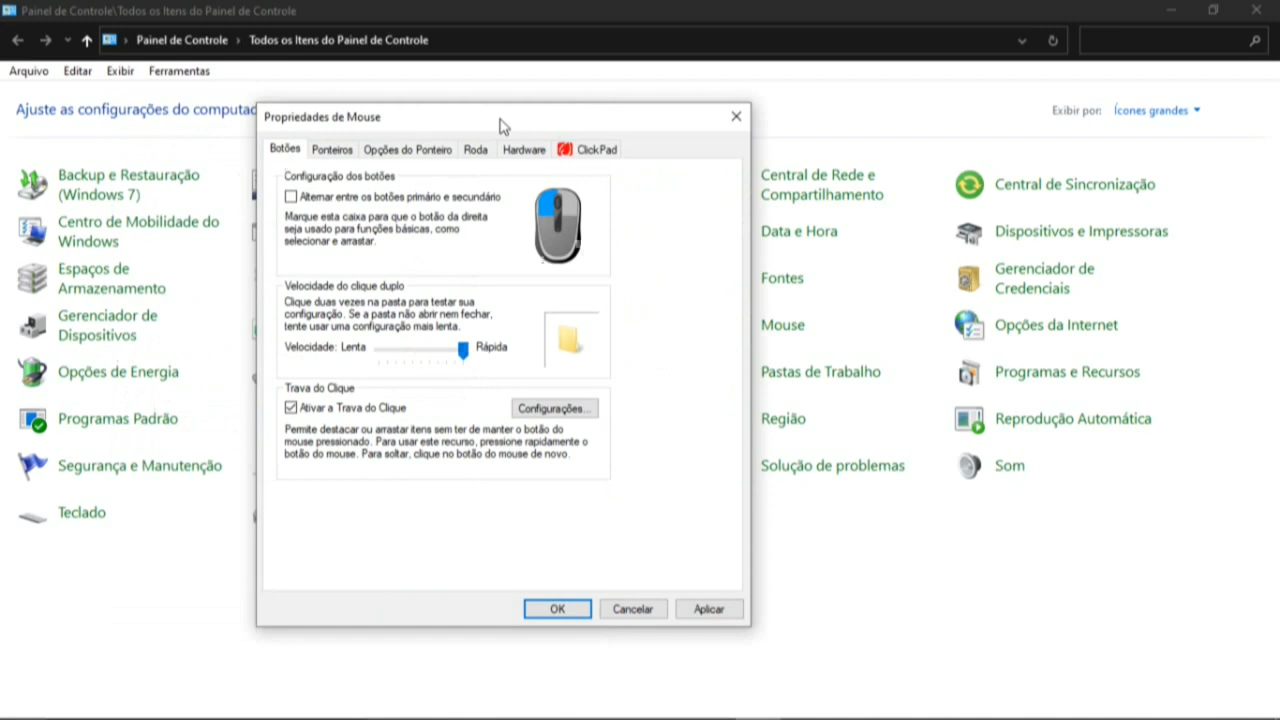 Painel de Controle\Todos os Itens do Painel de Controle
Painel de Controle › Todos os Itens do Painel de Controle
Arquivo Editar Exibir Ferramentas
Ajuste as configurações do computad
Exibir por: Ícones grandes
Backup e Restauração
(Windows 7)
Centro de Mobilidade do
Windows
Espaços de
Armazenamento
Gerenciador de
Dispositivos
Opções de Energia
Programas Padrão
Segurança e Manutenção
Teclado
Propriedades de Mouse
Botões Ponteiros Opções do Ponteiro Roda Hardware ClickPad
Configuração dos botões
Alternar entre os botões primário e secundário
Marque esta caixa para que o botão da direita
seja usado para funções básicas, como
selecionar e arrastar.
Velocidade do clique duplo
Clique duas vezes na pasta para testar sua
configuração. Se a pasta não abrir nem fechar,
tente usar uma configuração mais lenta.
Velocidade: Lenta Rápida
Trava do Clique
Ativar a Trava do Clique Configurações...
Permite destacar ou arrastar itens sem ter de manter o botão do
mouse pressionado. Para usar este recurso, pressione rapidamente o
botão do mouse. Para soltar, clique no botão do mouse de novo.
OK Cancelar Aplicar
Central de Rede e
Compartilhamento
Data e Hora
Fontes
Mouse
Pastas de Trabalho
Região
Solução de problemas
Central de Sincronização
Dispositivos e Impressoras
Gerenciador de
Credenciais
Opções da Internet
Programas e Recursos
Reprodução Automática
Som